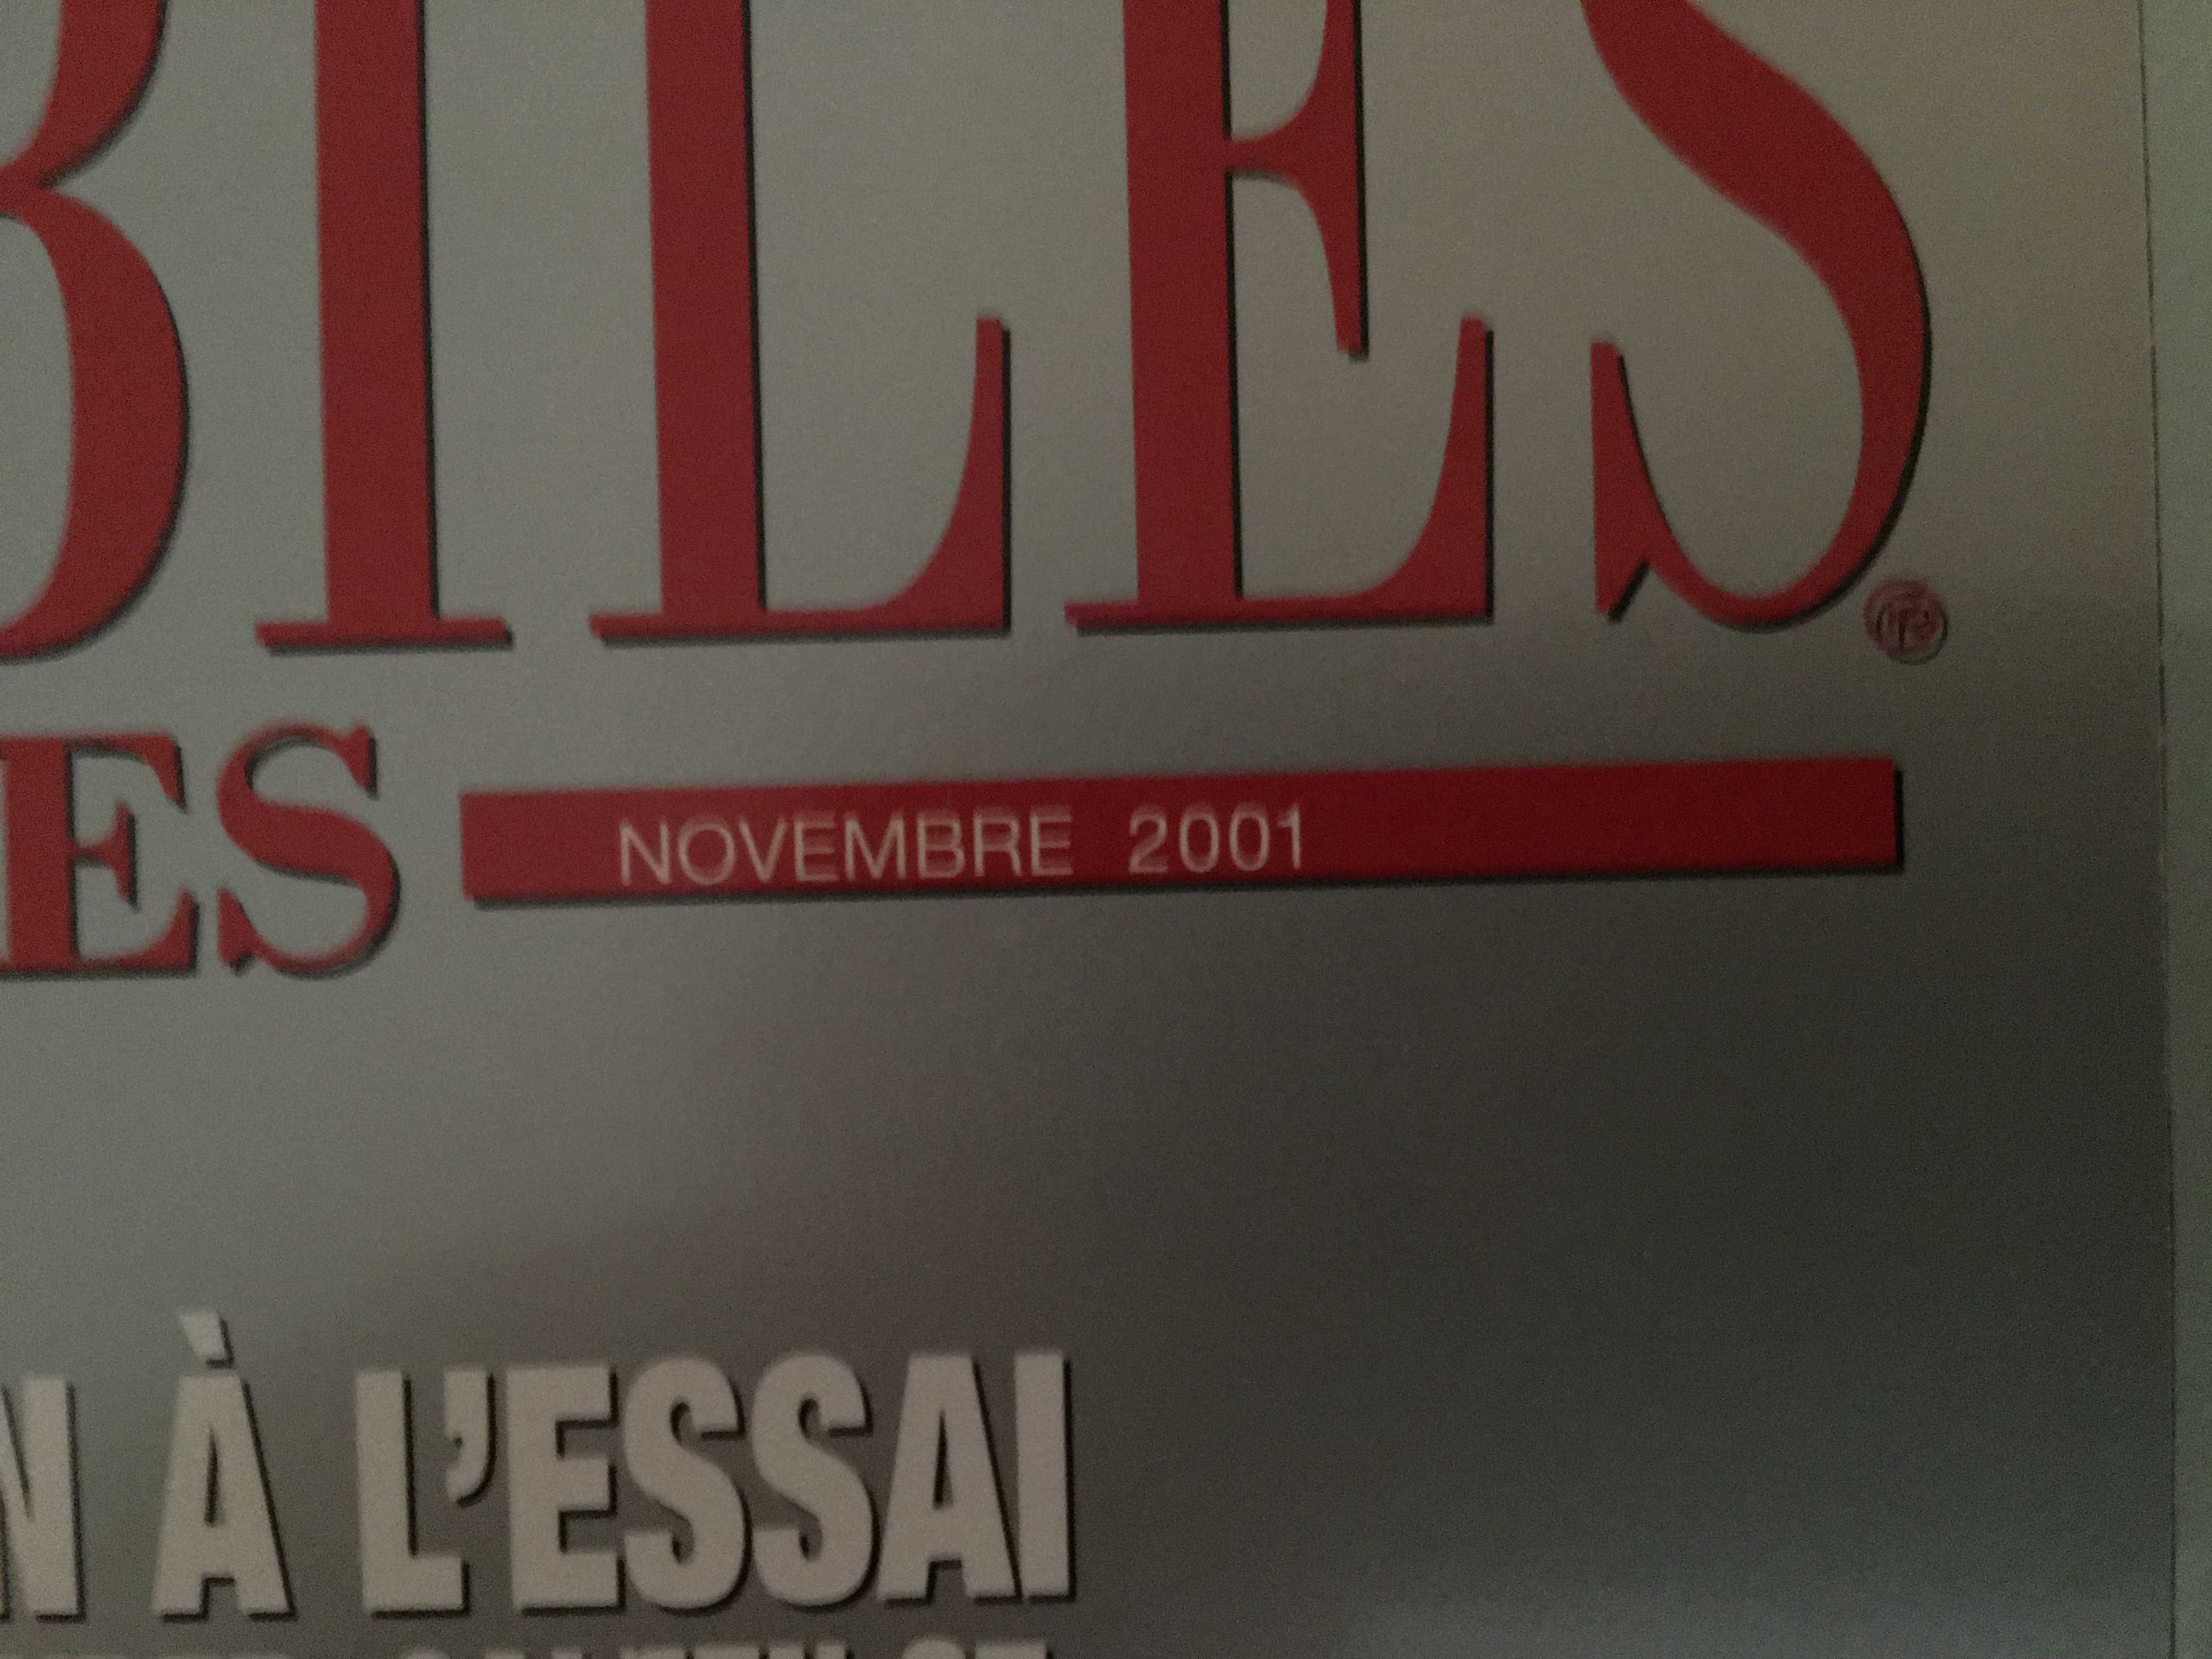 BILES®
ES NOVEMBRE 2001
N À L'ESSAI